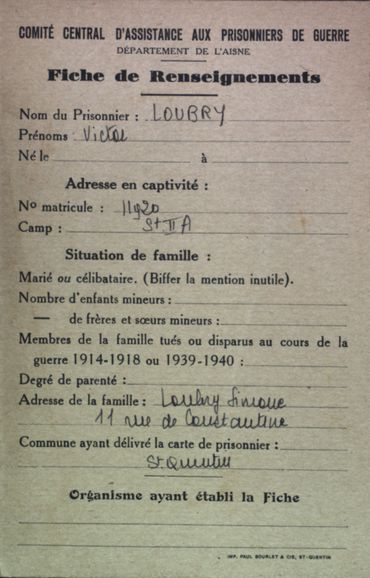 COMITÉ CENTRAL D'ASSISTANCE AUX PRISONNIERS DE GUERRE
DÉPARTEMENT DE L'AISNE
Fiche de Renseignements
Nom du Prisonnier : LOUBRY
Prénoms : Victor
Né le à
Adresse en captivité :
No matricule : 11920
Camp : St II A
Situation de famille :
Marié ou célibataire. (Biffer la mention inutile).
Nombre d'enfants mineurs :
— de frères et sœurs mineurs :
Membres de la famille tués ou disparus au cours de la
guerre 1914-1918 ou 1939-1940 :
Degré de parenté :
Adresse de la famille : Loubry Simone
11 rue de Constantine
Commune ayant délivré la carte de prisonnier :
St. Quentin
Organisme ayant établi la Fiche
IMP. PAUL BOURLET & CIE, ST-QUENTIN